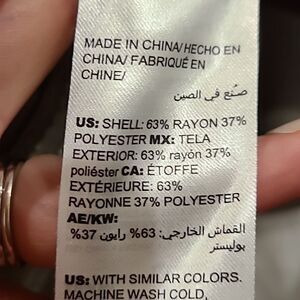 MADE IN CHINA/ HECHO EN
CHINA/ FABRIQUÉ EN
CHINE/
صنع في الصين
US: SHELL: 63% RAYON 37%
POLYESTER MX: TELA
EXTERIOR: 63% rayón 37%
poliéster CA: ÉTOFFE
EXTÉRIEURE: 63%
RAYONNE 37% POLYESTER
AE/KW:
القماش الخارجي: 63% رايون 37%
بوليستر
US: WITH SIMILAR COLORS.
MACHINE WASH COLD,